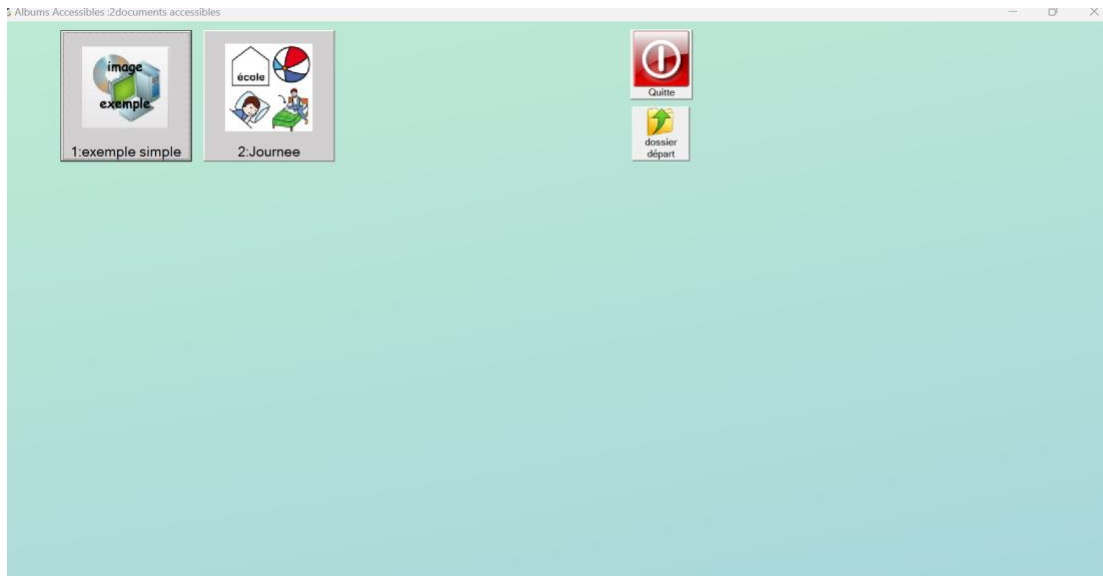 Albums Accessibles :2documents accessibles
image
exemple
1:exemple simple
école
2:Journee
Quitte
dossier
départ